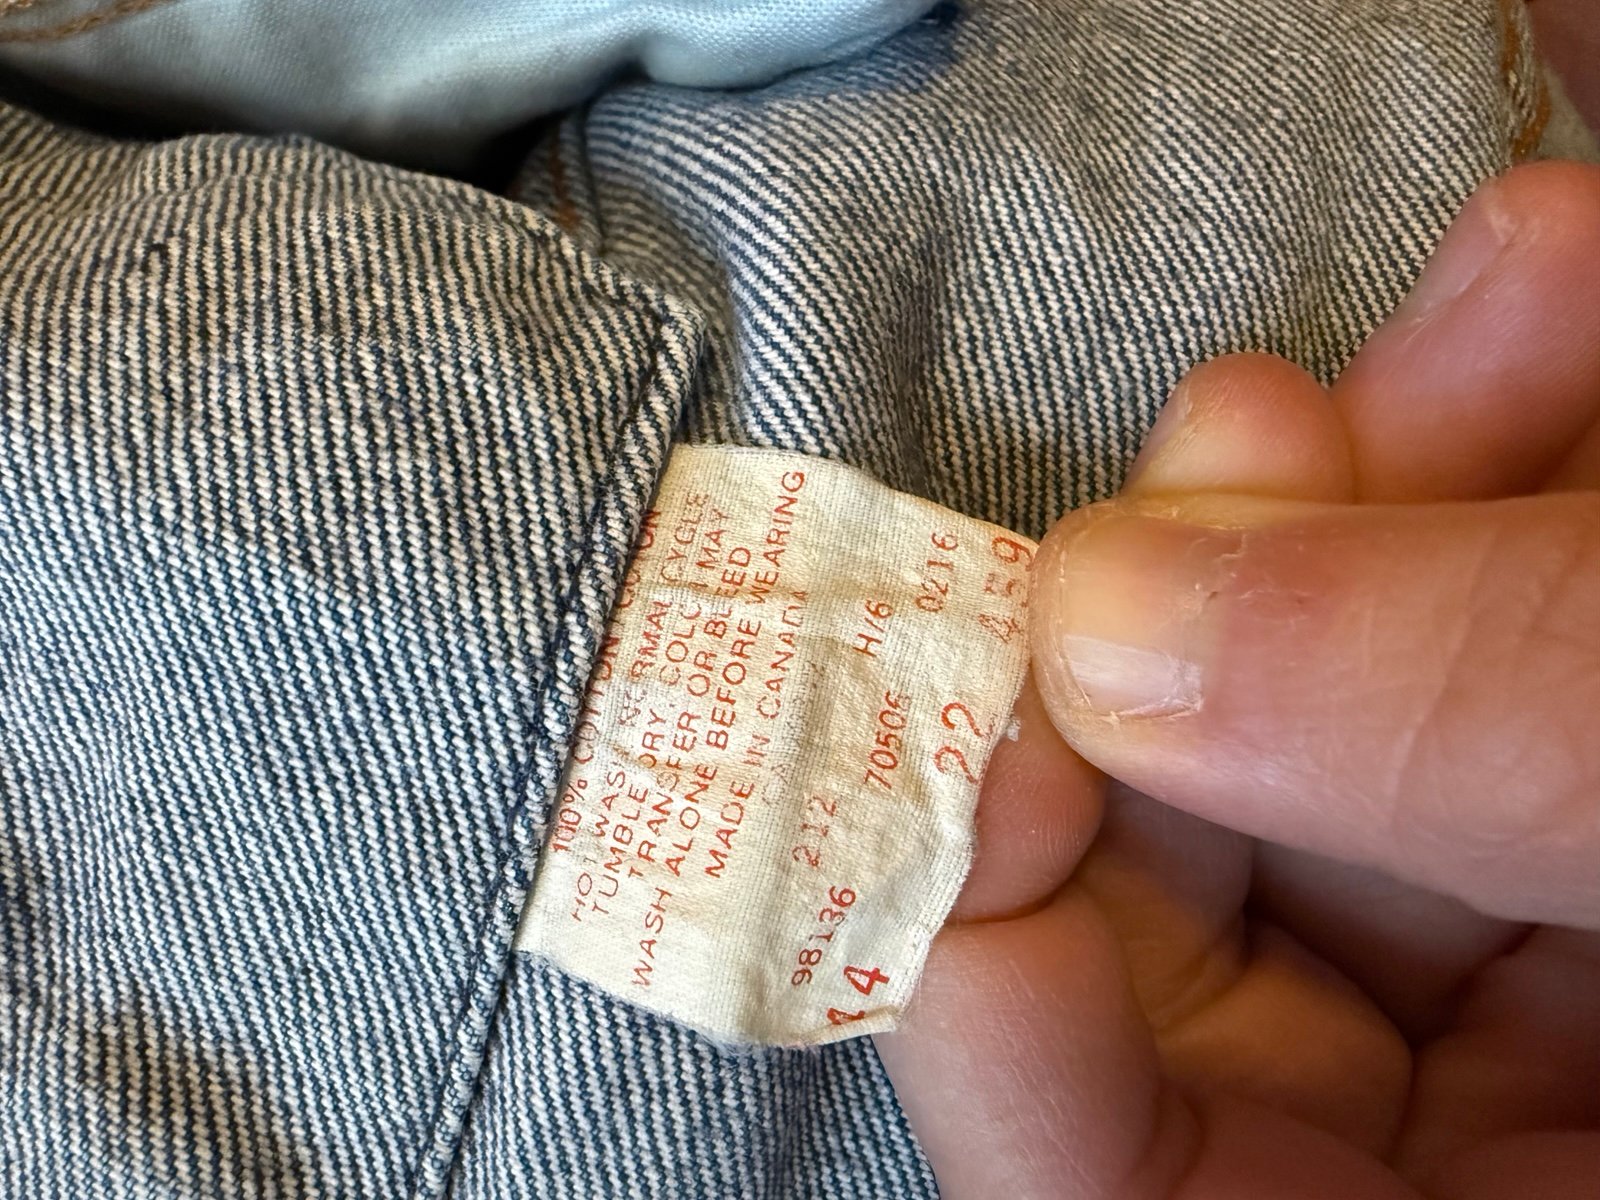 100% COTTON COTON
HOT WASH NORMAL CYCLE
TUMBLE DRY, COLOR MAY
TRANSFER OR BLEED
WASH ALONE BEFORE WEARING
MADE IN CANADA
98136 212 70506 H/6 0216
14 22 459